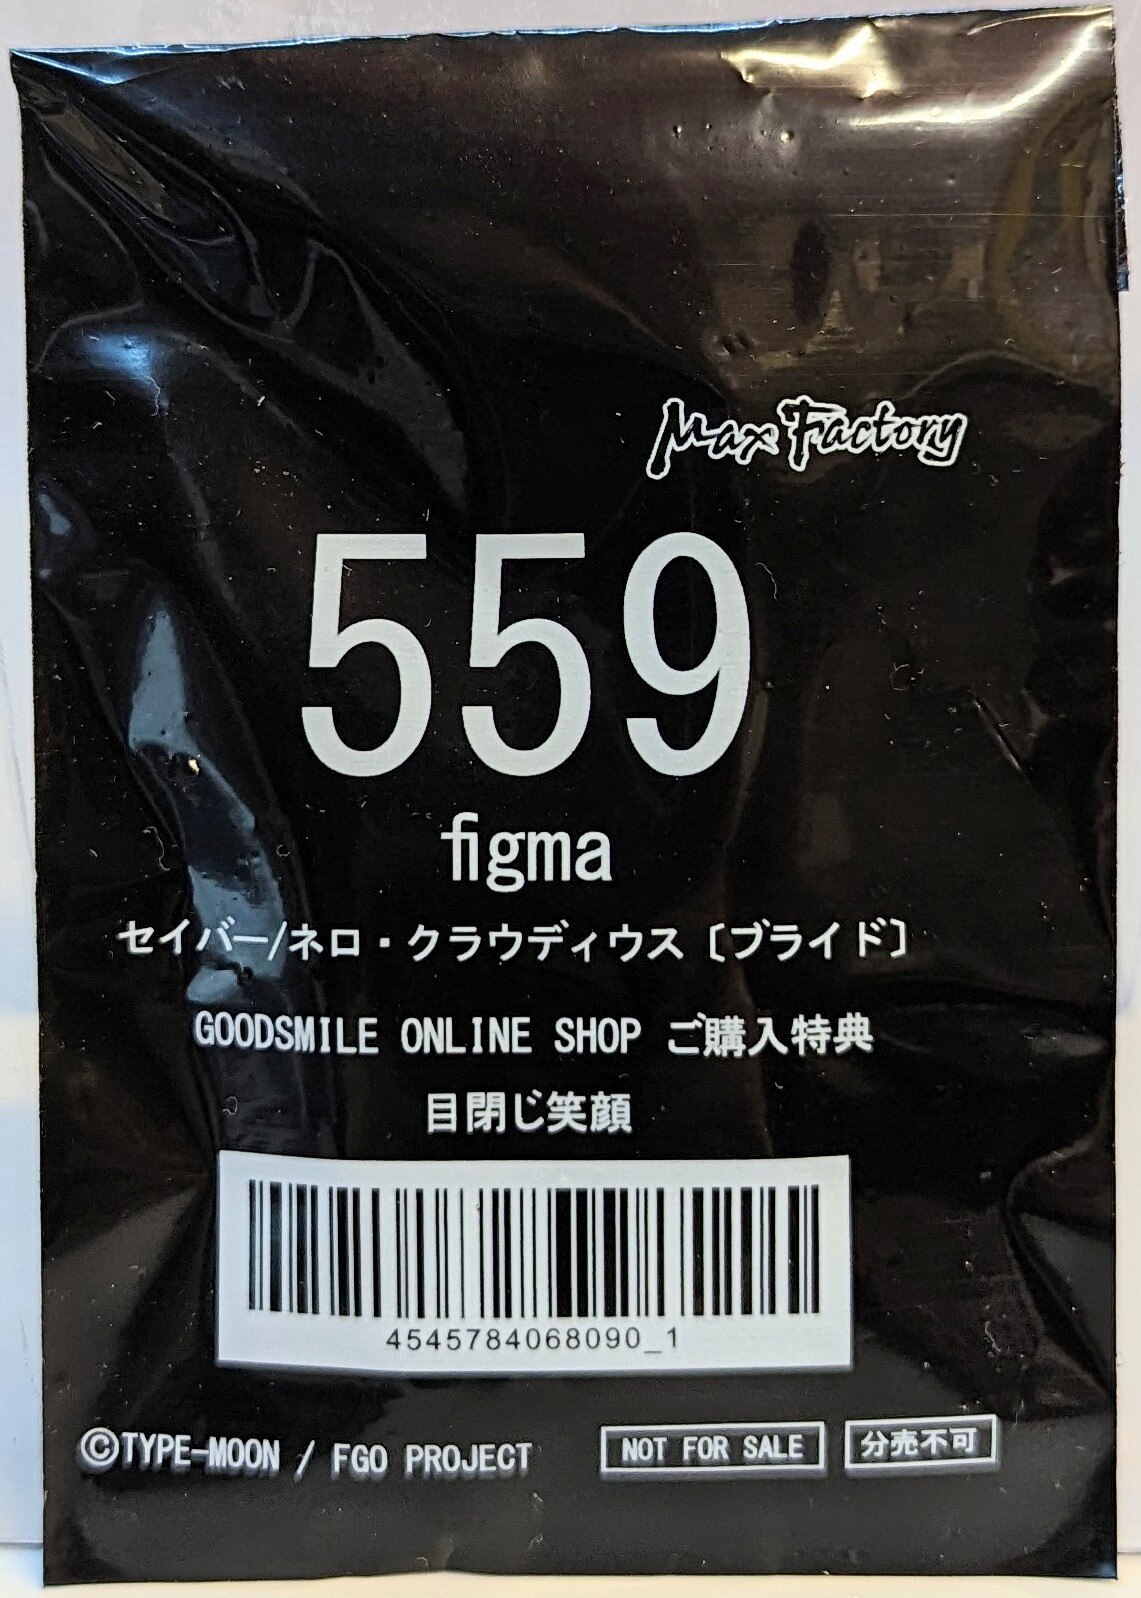 Max Factory
559
figma
セイバー/ネロ・クラウディウス〔ブライド〕
GOODSMILE ONLINE SHOP ご購入特典
目閉じ笑顔
4545784068090_1
©TYPE-MOON / FGO PROJECT
NOT FOR SALE
分売不可